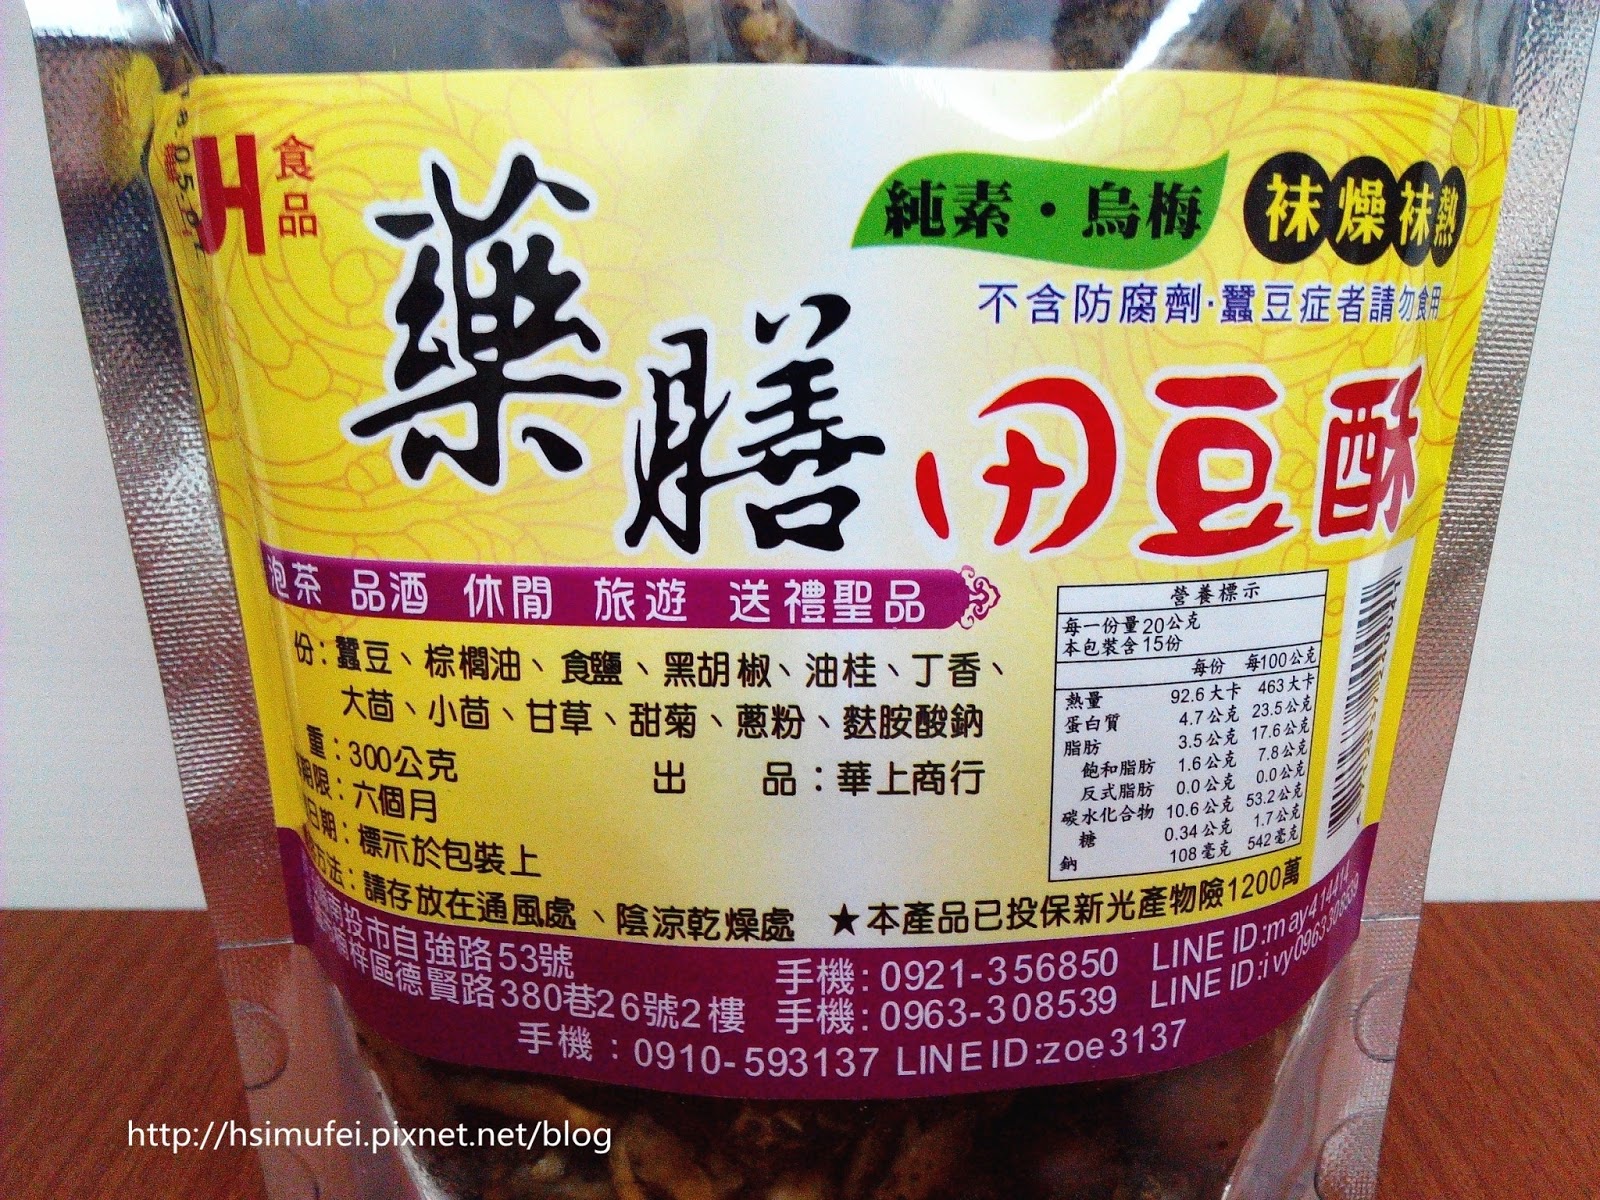 H食品
純素·烏梅
袜燥袜熱
不含防腐劑·蠶豆症者請勿食用
藥膳田豆酥
泡茶 品酒 休閒 旅遊 送禮聖品
份：蠶豆、棕櫚油、食鹽、黑胡椒、油桂、丁香、
大茴、小茴、甘草、甜菊、蔥粉、麩胺酸鈉
重：300公克
出 品：華上商行
期限：六個月
日期：標示於包裝上
方法：請存放在通風處、陰涼乾燥處
★本產品已投保新光產物險1200萬
營養標示
每一份量20公克
本包裝含15份
每份 每100公克
熱量 92.6大卡 463大卡
蛋白質 4.7公克 23.5公克
脂肪 3.5公克 17.6公克
飽和脂肪 1.6公克 7.8公克
反式脂肪 0.0公克 0.0公克
碳水化合物 10.6公克 53.2公克
糖 0.34公克 1.7公克
鈉 108毫克 542毫克
南投市自強路53號 手機：0921-356850 LINE ID:may414414
楠梓區德賢路380巷26號2樓 手機：0963-308539 LINE ID:ivy0963308539
手機：0910-593137 LINE ID:zoe3137
http://hsimufei.pixnet.net/blog